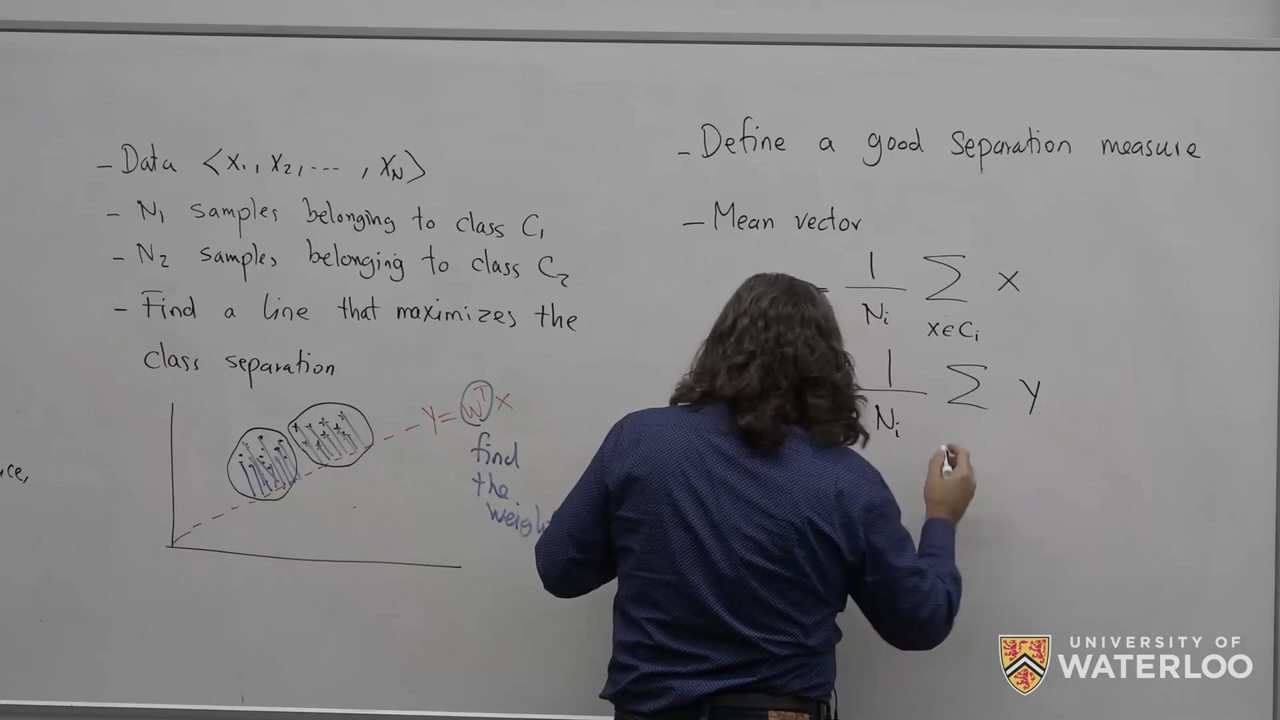 - Data <x₁, x₂, ..., x_N>
- N₁ samples belonging to class C₁
- N₂ samples belonging to class C₂
- Find a line that maximizes the
class separation
y = wᵀx
find
the
- Define a good separation measure
- Mean vector
= 1/Nᵢ ∑ x∈Cᵢ x
1/Nᵢ ∑ y
UNIVERSITY OF
WATERLOO